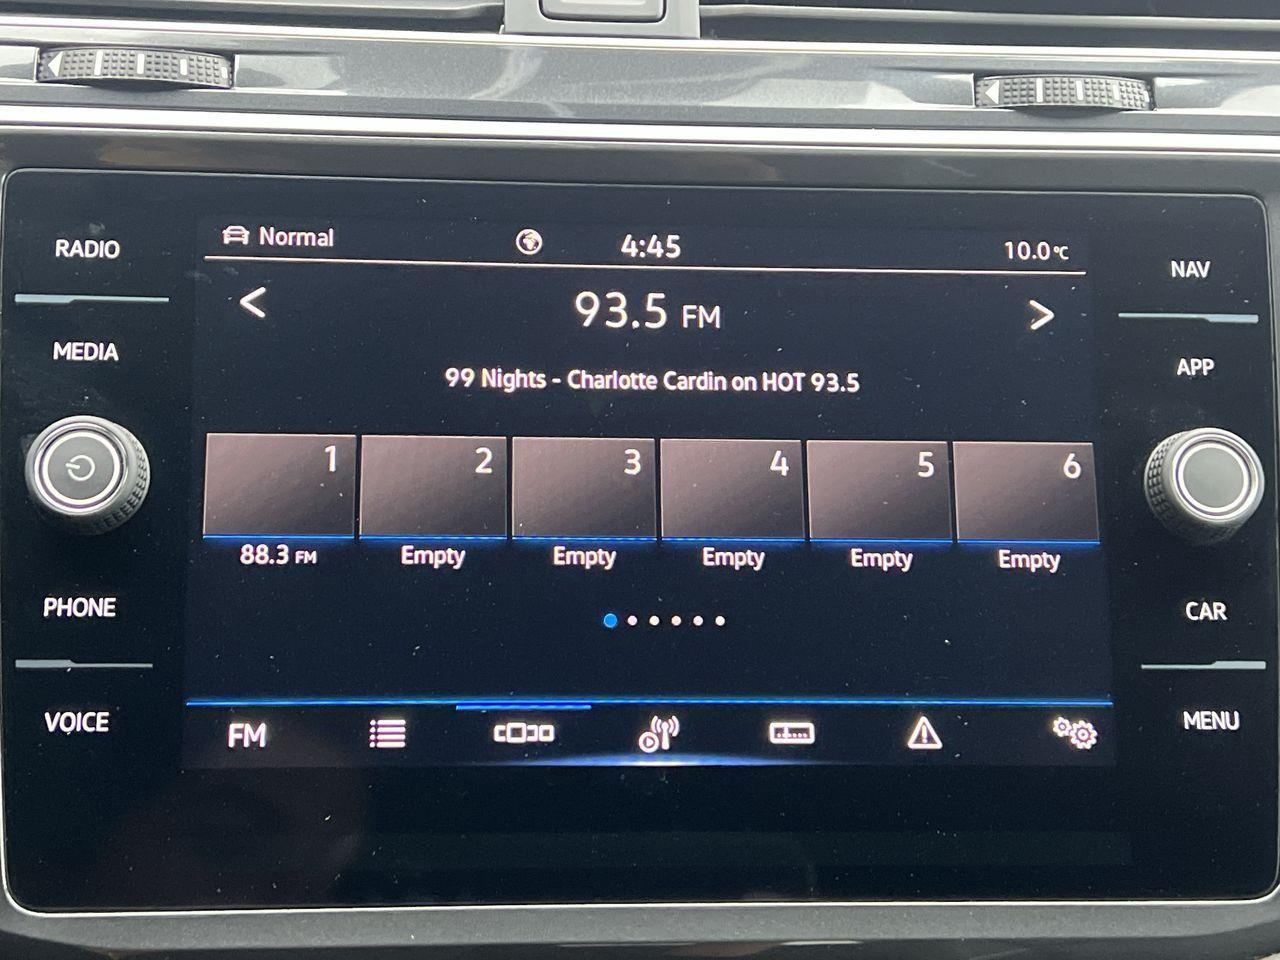 RADIO
MEDIA
PHONE
VOICE
Normal
4:45
10.0°C
93.5 FM
99 Nights - Charlotte Cardin on HOT 93.5
1
2
3
4
5
6
88.3 FM
Empty
Empty
Empty
Empty
Empty
FM
NAV
APP
CAR
MENU